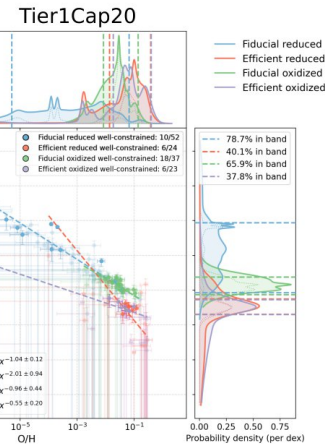 Tier1Cap20
Fiducial reduced
Efficient reduced
Fiducial oxidized
Efficient oxidized
Fiducial reduced well-constrained: 10/52
Efficient reduced well-constrained: 6/24
Fiducial oxidized well-constrained: 18/37
Efficient oxidized well-constrained: 6/23
78.7% in band
40.1% in band
65.9% in band
37.8% in band
x^-1.04 ± 0.12
x^-2.01 ± 0.94
x^-0.96 ± 0.44
x^-0.55 ± 0.20
10^-5 10^-3 10^-1
O/H
0.00 0.25 0.50 0.75
Probability density (per dex)